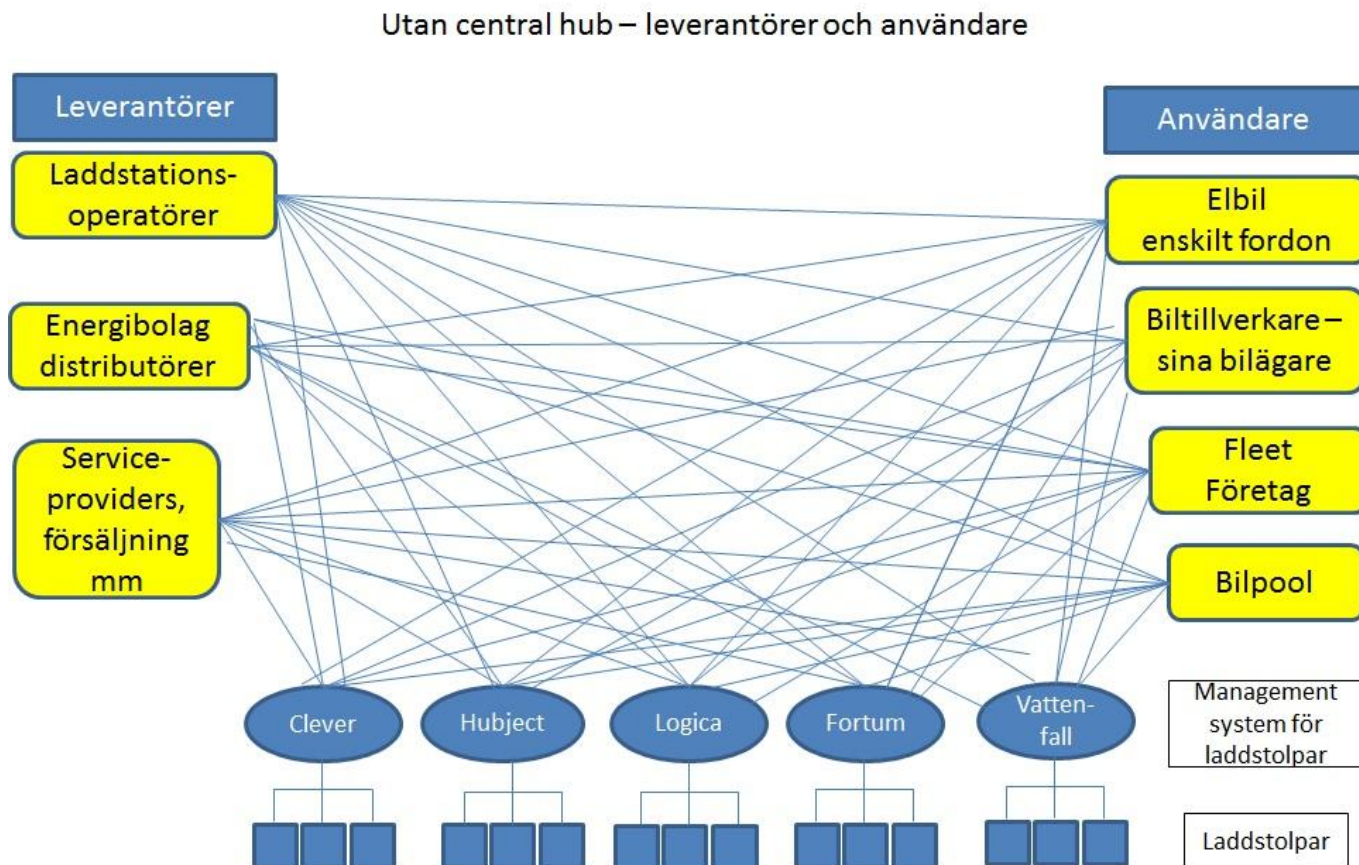 Utan central hub – leverantörer och användare
Leverantörer
Användare
Laddstations-
operatörer
Elbil
enskilt fordon
Energibolag
distributörer
Biltillverkare –
sina bilägare
Service-
providers,
försäljning
mm
Fleet
Företag
Bilpool
Clever
Hubject
Logica
Fortum
Vatten-
fall
Management
system för
laddstolpar
Laddstolpar